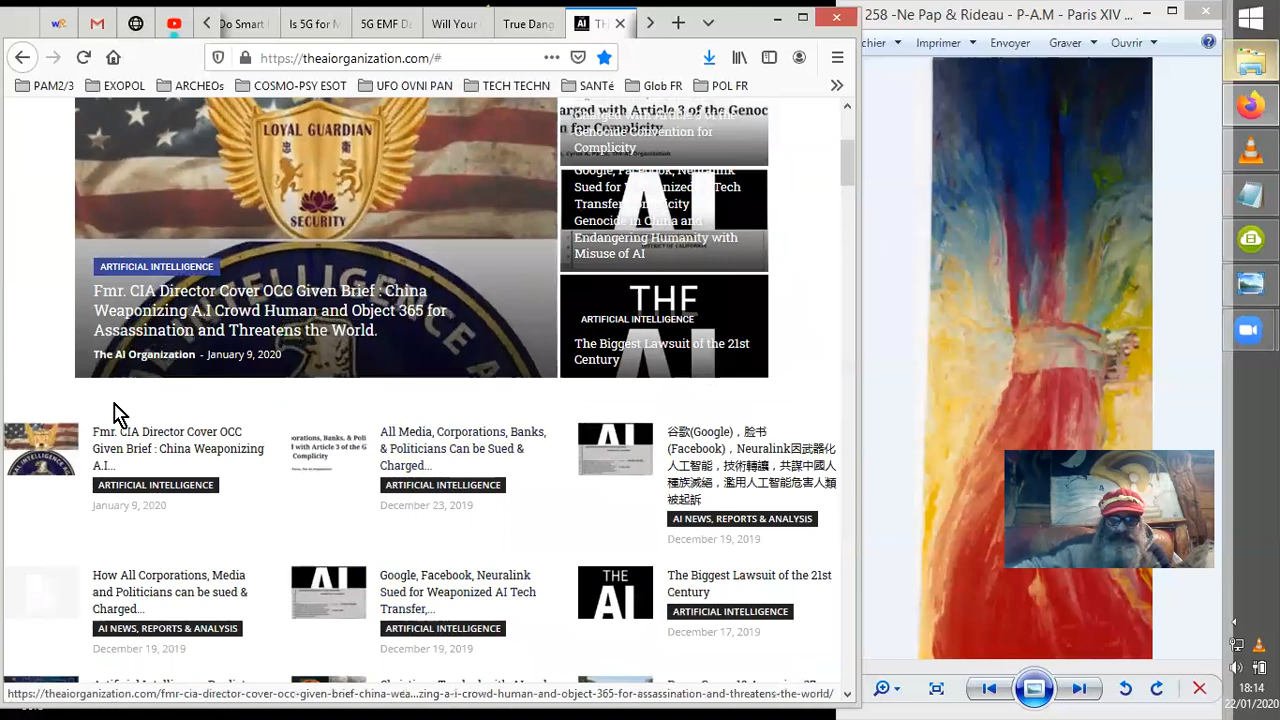 Do Smart
Is 5G for M
5G EMF Da
Will Your
True Dang
258 -Ne Pap & Rideau TP-A.M.- Paris XIV ...
https://theaiorganization.com/#
Imprimer
Envoyer
Graver
Ouvrir
PAM2/3
EXOPOL
ARCHEOs
COSMO-PSY ESOT
UFO OVNI PAN
TECH TECHN
SANTé
Glob FR
POL FR
LOYAL GUARDIAN
SECURITY
ARTIFICIAL INTELLIGENCE
Fmr. CIA Director Cover OCC Given Brief : China
Weaponizing A.I Crowd Human and Object 365 for
Assassination and Threatens the World.
The AI Organization - January 9, 2020
Charged with Article 3 of the
Genocide Convention for
Complicity
Google, Facebook, Neuralink
Sued for Weaponized AI Tech
Transfer, Complicity
Genocide in China and
Endangering Humanity with
Misuse of AI
THE
AI
ARTIFICIAL INTELLIGENCE
The Biggest Lawsuit of the 21st
Century
Fmr. CIA Director Cover OCC
Given Brief : China Weaponizing
A.I...
ARTIFICIAL INTELLIGENCE
January 9, 2020
All Media, Corporations, Banks,
& Politicians Can be Sued &
Charged...
ARTIFICIAL INTELLIGENCE
December 23, 2019
谷歌(Google)，脸书
(Facebook)，Neuralink因武器化
人工智能，技術轉讓，共謀中國人
種族滅絕，濫用人工智能危害人類
被起訴
AI NEWS, REPORTS & ANALYSIS
December 19, 2019
How All Corporations, Media
and Politicians can be sued &
Charged...
AI NEWS, REPORTS & ANALYSIS
December 19, 2019
Google, Facebook, Neuralink
Sued for Weaponized AI Tech
Transfer,...
ARTIFICIAL INTELLIGENCE
December 19, 2019
THE
AI
The Biggest Lawsuit of the 21st
Century
ARTIFICIAL INTELLIGENCE
December 17, 2019
https://theaiorganization.com/fmr-cia-director-cover-occ-given-brief-china-wea...zing-a-i-crowd-human-and-object-365-for-assassination-and-threatens-the-world/
18:14
22/01/2020